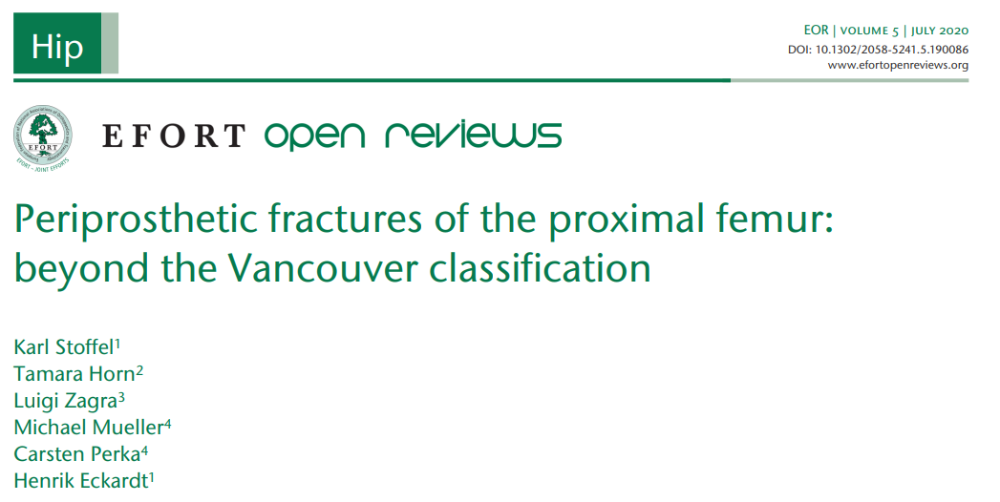 Hip
EOR | VOLUME 5 | JULY 2020
DOI: 10.1302/2058-5241.5.190086
www.efortopenreviews.org
EFORT
EFORT - JOINT EFFORTS
EFORT open reviews
Periprosthetic fractures of the proximal femur:
beyond the Vancouver classification
Karl Stoffel1
Tamara Horn2
Luigi Zagra3
Michael Mueller4
Carsten Perka4
Henrik Eckardt1